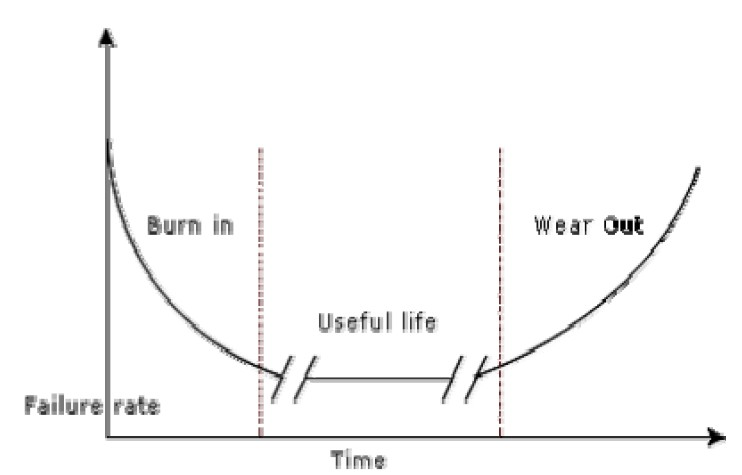 Burn in
Wear Out
Useful life
Failure rate
Time